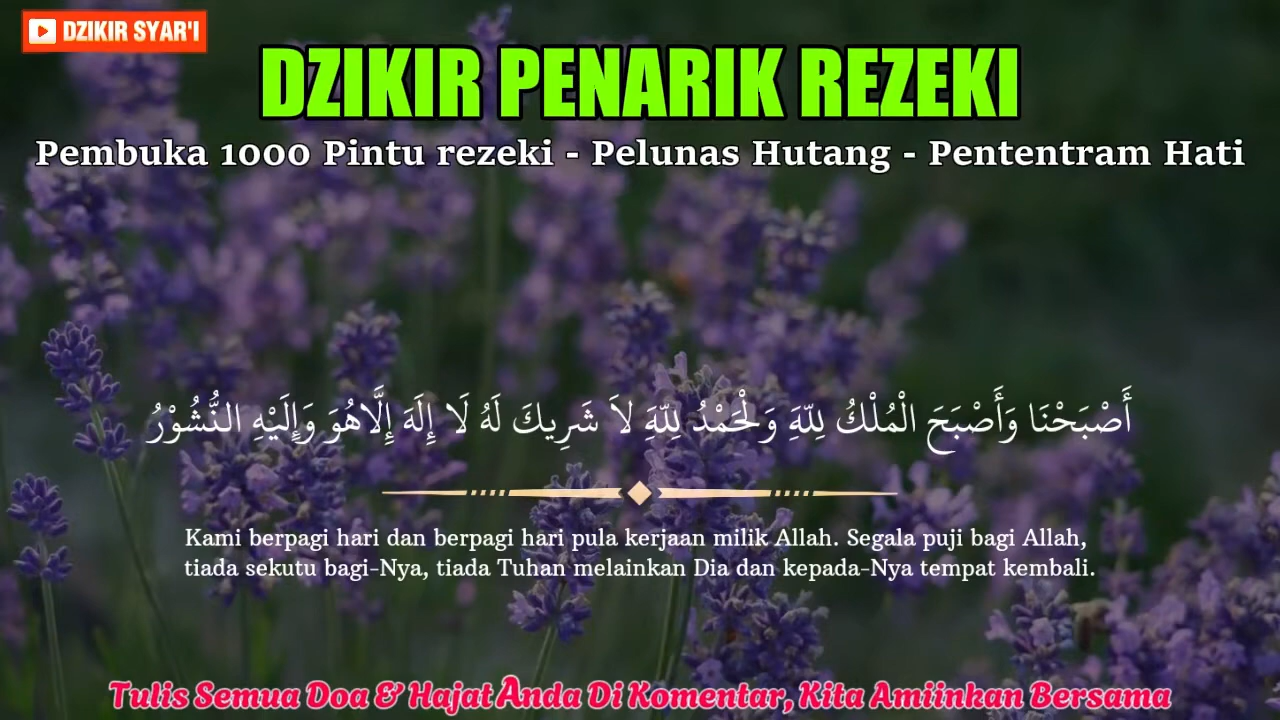 DZIKIR SYAR'I
DZIKIR PENARIK REZEKI
Pembuka 1000 Pintu rezeki - Pelunas Hutang - Pententram Hati
أَصْبَحْنَا وَأَصْبَحَ الْمُلْكُ لِلّهَِ وَلْحَمْدُ لِلّهَِ لاَ شَرِيكَ لَهُ لَا إِلَهَ إِلَّاهُوَ وَإِلَيْهِ النُّشُوْرُ
Kami berpagi hari dan berpagi hari pula kerjaan milik Allah. Segala puji bagi Allah,
tiada sekutu bagi-Nya, tiada Tuhan melainkan Dia dan kepada-Nya tempat kembali.
Tulis Semua Doa & Hajat Anda Di Komentar, Kita Amiinkan Bersama